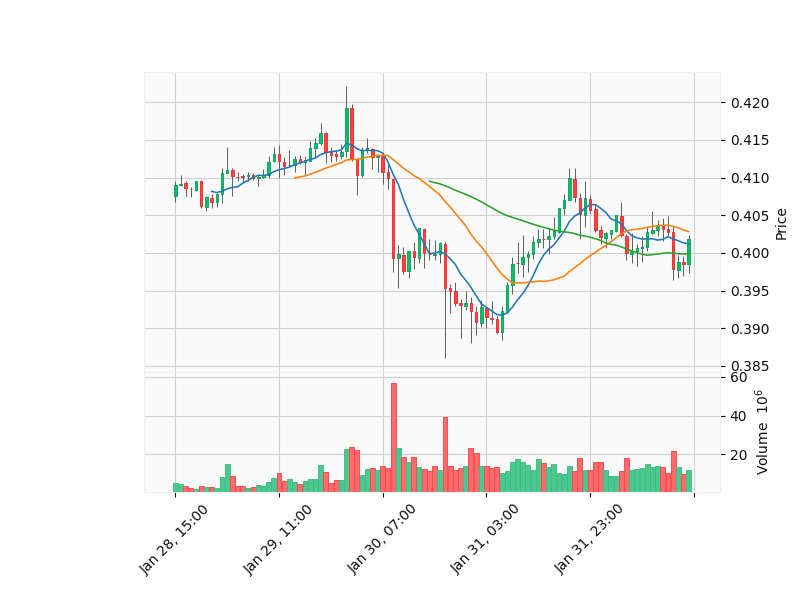 0.420
0.415
0.410
0.405
0.400
0.395
0.390
0.385
Price
60
40
20
Volume 10^6
Jan 28, 15:00
Jan 29, 11:00
Jan 30, 07:00
Jan 31, 03:00
Jan 31, 23:00